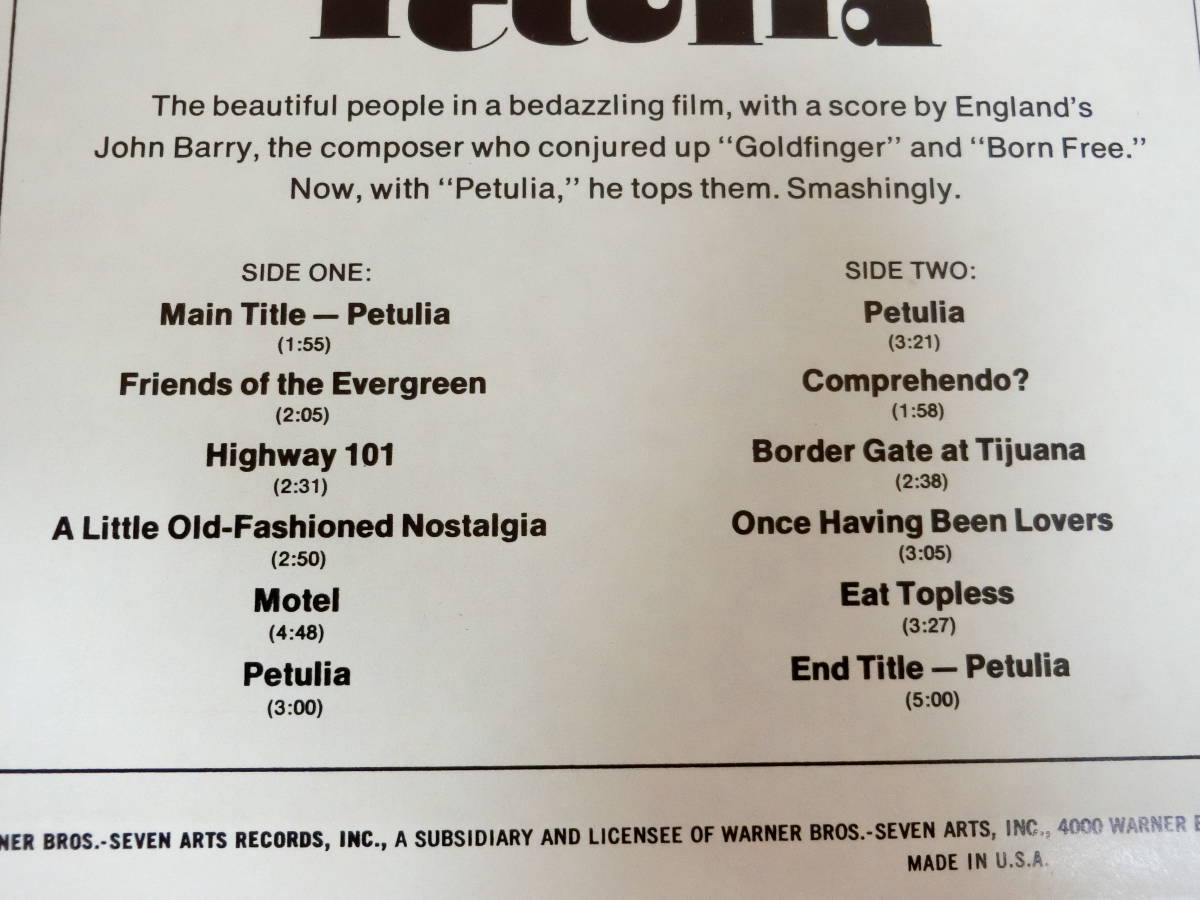 Petulia
The beautiful people in a bedazzling film, with a score by England's
John Barry, the composer who conjured up "Goldfinger" and "Born Free."
Now, with "Petulia," he tops them. Smashingly.
SIDE ONE:
Main Title — Petulia
(1:55)
Friends of the Evergreen
(2:05)
Highway 101
(2:31)
A Little Old-Fashioned Nostalgia
(2:50)
Motel
(4:48)
Petulia
(3:00)
SIDE TWO:
Petulia
(3:21)
Comprehendo?
(1:58)
Border Gate at Tijuana
(2:38)
Once Having Been Lovers
(3:05)
Eat Topless
(3:27)
End Title — Petulia
(5:00)
NER BROS.-SEVEN ARTS RECORDS, INC., A SUBSIDIARY AND LICENSEE OF WARNER BROS.-SEVEN ARTS, INC., 4000 WARNER
MADE IN U.S.A.